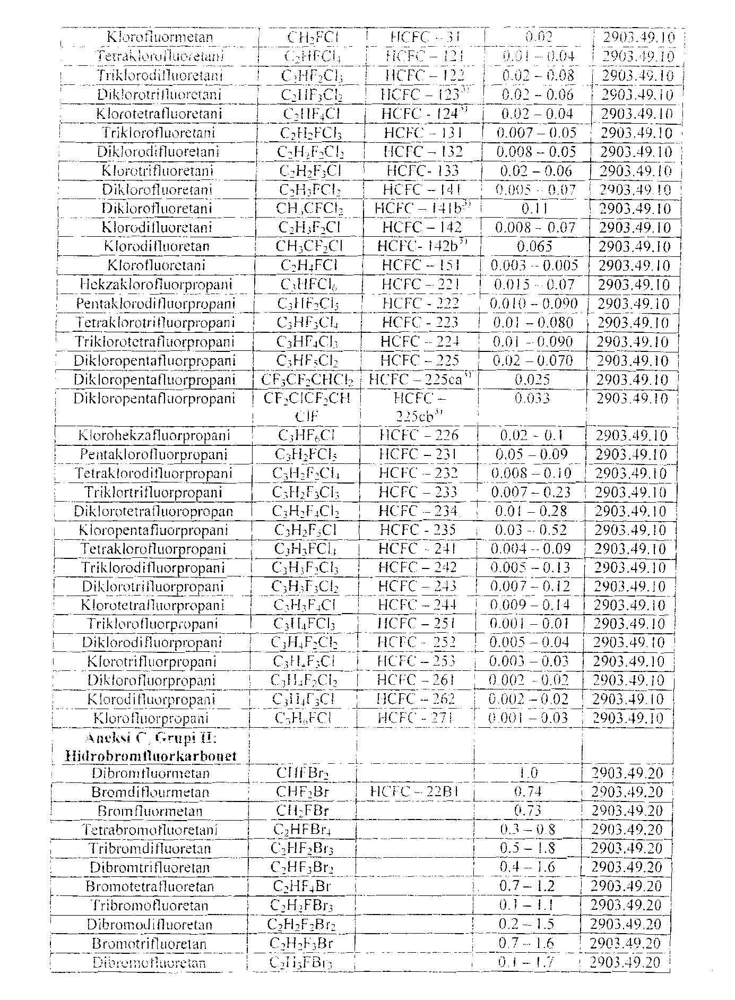 Klorofluormetan CH₂FCl HCFC – 31 0.02 2903.49.10
Tetraklorofluoretani C₂HFCl₄ HCFC – 121 0.01 – 0.04 2903.49.10
Triklorodifluoretani C₂HF₂Cl₃ HCFC – 122 0.02 – 0.08 2903.49.10
Diklorotrifluoretani C₂HF₃Cl₂ HCFC – 123³⁾ 0.02 – 0.06 2903.49.10
Klorotetrafluoretani C₂HF₄Cl HCFC - 124³⁾ 0.02 – 0.04 2903.49.10
Triklorofluoretani C₂H₂FCl₃ HCFC – 131 0.007 – 0.05 2903.49.10
Diklorodifluoretani C₂H₂F₂Cl₂ HCFC – 132 0.008 – 0.05 2903.49.10
Klorotrifluoretani C₂H₂F₃Cl HCFC- 133 0.02 – 0.06 2903.49.10
Diklorofluoretani C₂H₃FCl₂ HCFC – 141 0.005 – 0.07 2903.49.10
Diklorofluoretani CH₃CFCl₂ HCFC – 141b³⁾ 0.11 2903.49.10
Klorodifluoretani C₂H₃F₂Cl HCFC – 142 0.008 – 0.07 2903.49.10
Klorodifluoretan CH₃CF₂Cl HCFC- 142b³⁾ 0.065 2903.49.10
Klorofluoretani C₂H₄FCl HCFC – 151 0.003 – 0.005 2903.49.10
Hekzaklorofluorpropani C₃HFCl₆ HCFC – 221 0.015 – 0.07 2903.49.10
Pentaklorodifluorpropani C₃HF₂Cl₅ HCFC - 222 0.010 – 0.090 2903.49.10
Tetraklorotrifluorpropani C₃HF₃Cl₄ HCFC - 223 0.01 – 0.080 2903.49.10
Triklorotetrafluorpropani C₃HF₄Cl₃ HCFC – 224 0.01 – 0.090 2903.49.10
Dikloropentafluorpropani C₃HF₅Cl₂ HCFC – 225 0.02 – 0.070 2903.49.10
Dikloropentafluorpropani CF₃CF₂CHCl₂ HCFC – 225ca³⁾ 0.025 2903.49.10
Dikloropentafluorpropani CF₂ClCF₂CH HCFC – 0.033 2903.49.10
ClF 225cb³⁾
Klorohekzafluorpropani C₃HF₆Cl HCFC – 226 0.02 – 0.1 2903.49.10
Pentaklorofluorpropani C₃H₂FCl₅ HCFC – 231 0.05 – 0.09 2903.49.10
Tetraklorodifluorpropani C₃H₂F₂Cl₄ HCFC – 232 0.008 – 0.10 2903.49.10
Triklortrifluorpropani C₃H₂F₃Cl₃ HCFC – 233 0.007 – 0.23 2903.49.10
Diklorotetrafluoropropan C₃H₂F₄Cl₂ HCFC – 234 0.01 – 0.28 2903.49.10
Kloropentafluorpropani C₃H₂F₅Cl HCFC - 235 0.03 – 0.52 2903.49.10
Tetraklorofluorpropani C₃H₃FCl₄ HCFC - 241 0.004 – 0.09 2903.49.10
Triklorodifluorpropani C₃H₃F₂Cl₃ HCFC – 242 0.005 – 0.13 2903.49.10
Diklorotrifluorpropani C₃H₃F₃Cl₂ HCFC – 243 0.007 – 0.12 2903.49.10
Klorotetrafluorpropani C₃H₃F₄Cl HCFC – 244 0.009 – 0.14 2903.49.10
Triklorofluorpropani C₃H₄FCl₃ HCFC – 251 0.001 – 0.01 2903.49.10
Diklorodifluorpropani C₃H₄F₂Cl₂ HCFC - 252 0.005 – 0.04 2903.49.10
Klorotrifluorpropani C₃H₄F₃Cl HCFC – 253 0.003 – 0.03 2903.49.10
Diklorofluorpropani C₃H₄F₂Cl₂ HCFC – 261 0.002 - 0.02 2903.49.10
Klorodifluorpropani C₃H₄F₃Cl HCFC – 262 0.002 – 0.02 2903.49.10
Klorofluorpropani C₃H₆FCl HCFC - 271 0.001 – 0.03 2903.49.10
Aneksi C, Grupi II:
Hidrobromfluorkarbonet
Dibromfluormetan CHFBr₂ 1.0 2903.49.20
Bromdiflourmetan CHF₂Br HCFC – 22B1 0.74 2903.49.20
Bromfluormetan CH₂FBr 0.73 2903.49.20
Tetrabromofluoretani C₂HFBr₄ 0.3 – 0.8 2903.49.20
Tribromdifluoretan C₂HF₂Br₃ 0.5 – 1.8 2903.49.20
Dibromtrifluoretan C₂HF₃Br₂ 0.4 – 1.6 2903.49.20
Bromotetrafluoretan C₂HF₄Br 0.7 – 1.2 2903.49.20
Tribromofluoretan C₂H₂FBr₃ 0.1 – 1.1 2903.49.20
Dibromodifluoretan C₂H₂F₂Br₂ 0.2 – 1.5 2903.49.20
Bromotrifluoretan C₂H₂F₃Br 0.7 – 1.6 2903.49.20
Dibromofluoretan C₂H₃FBr₂ 0.1 – 1.7 2903.49.20